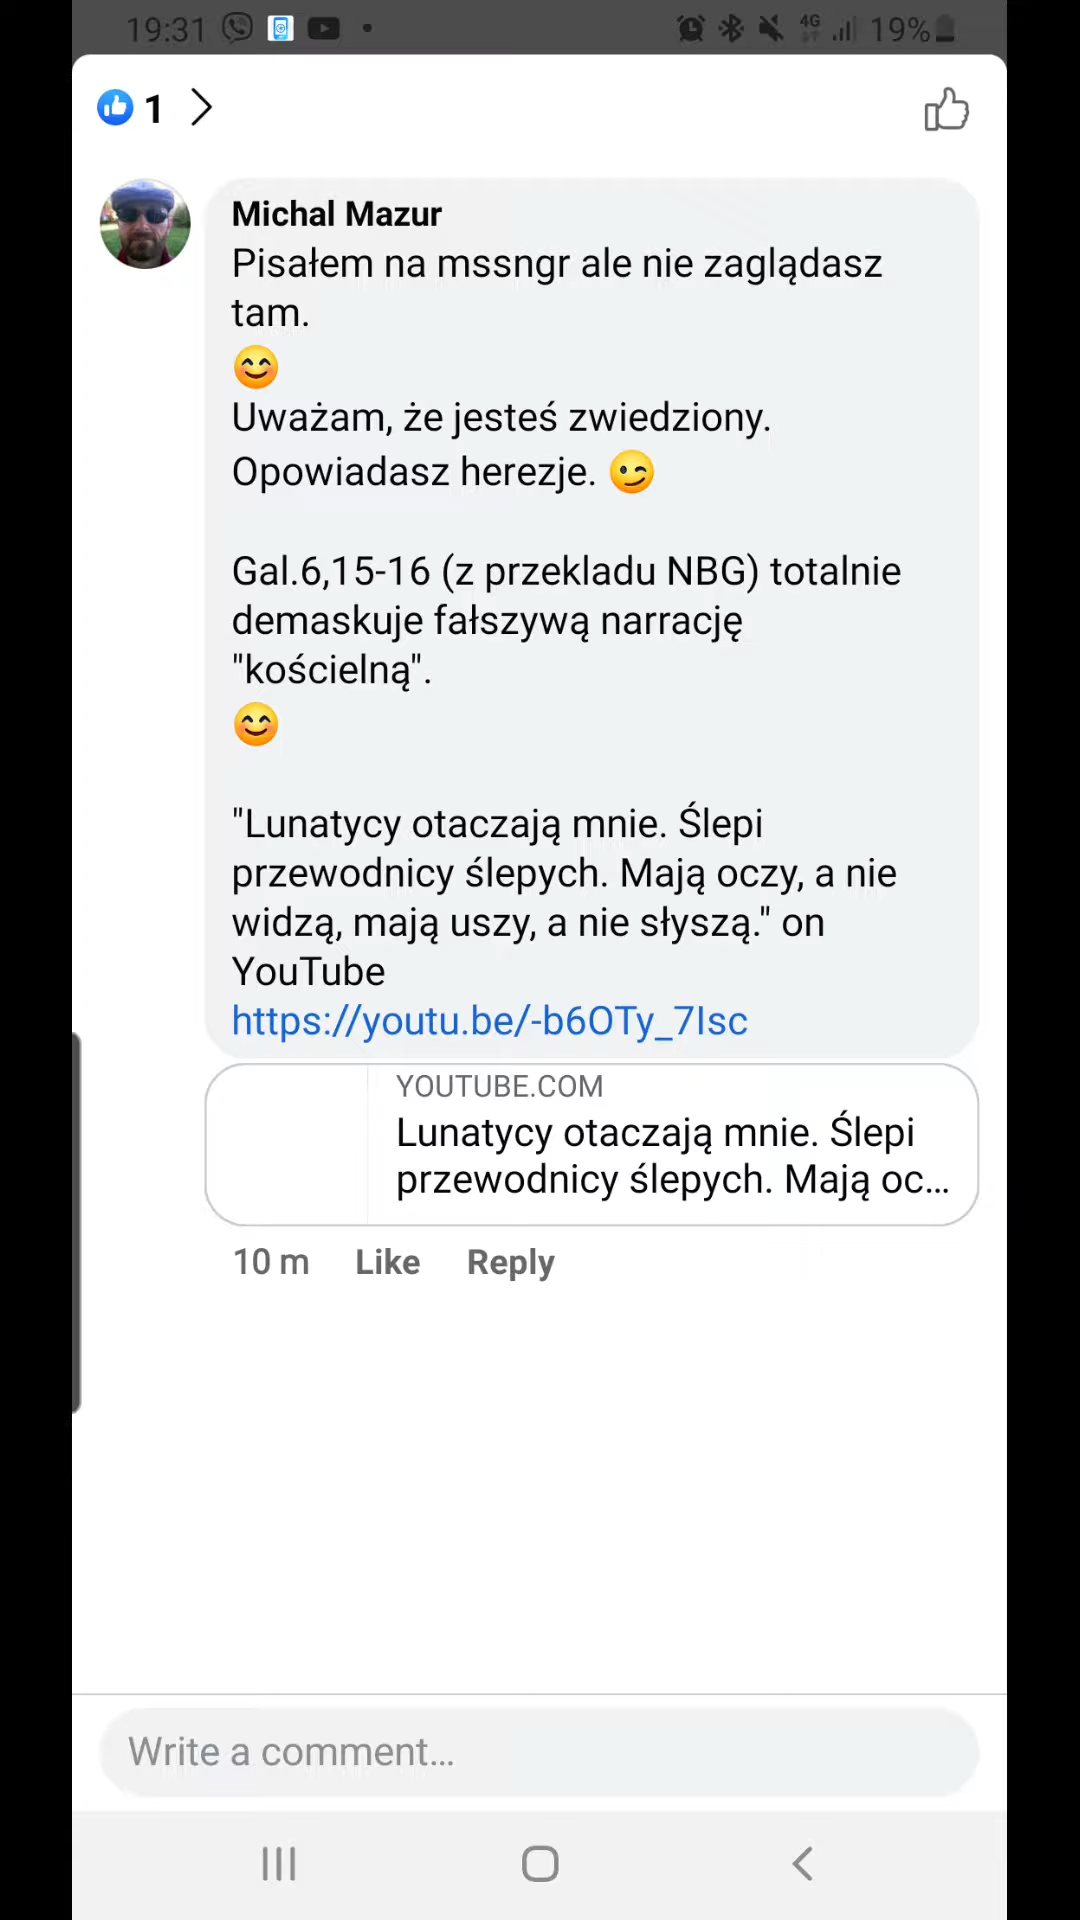 19:31
4G
19%
1
Michal Mazur
Pisałem na mssngr ale nie zaglądasz
tam.
😊
Uważam, że jesteś zwiedziony.
Opowiadasz herezje. 😉
Gal.6,15-16 (z przekladu NBG) totalnie
demaskuje fałszywą narrację
"kościelną".
😊
"Lunatycy otaczają mnie. Ślepi
przewodnicy ślepych. Mają oczy, a nie
widzą, mają uszy, a nie słyszą." on
YouTube
https://youtu.be/-b6OTy_7Isc
YOUTUBE.COM
Lunatycy otaczają mnie. Ślepi
przewodnicy ślepych. Mają oc...
10 m Like Reply
Write a comment...